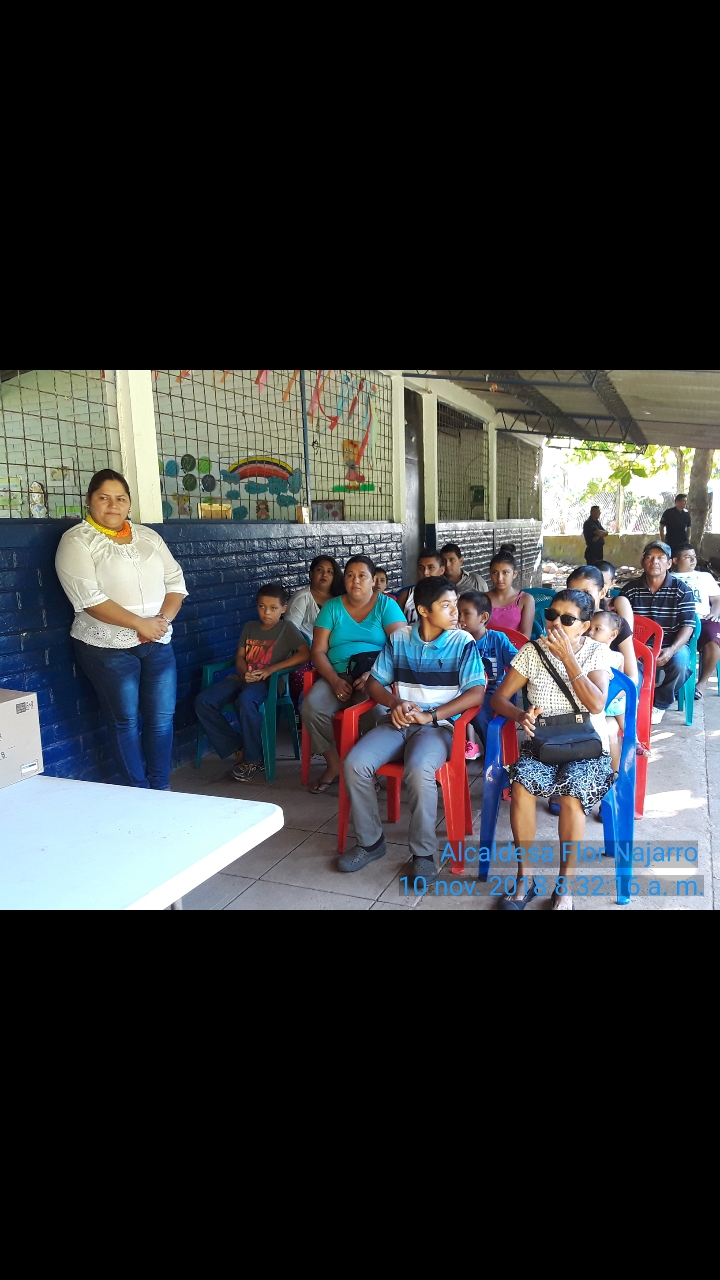 Alcaldesa Flor Najarro
10 nov. 2018 8:32:16 a. m.